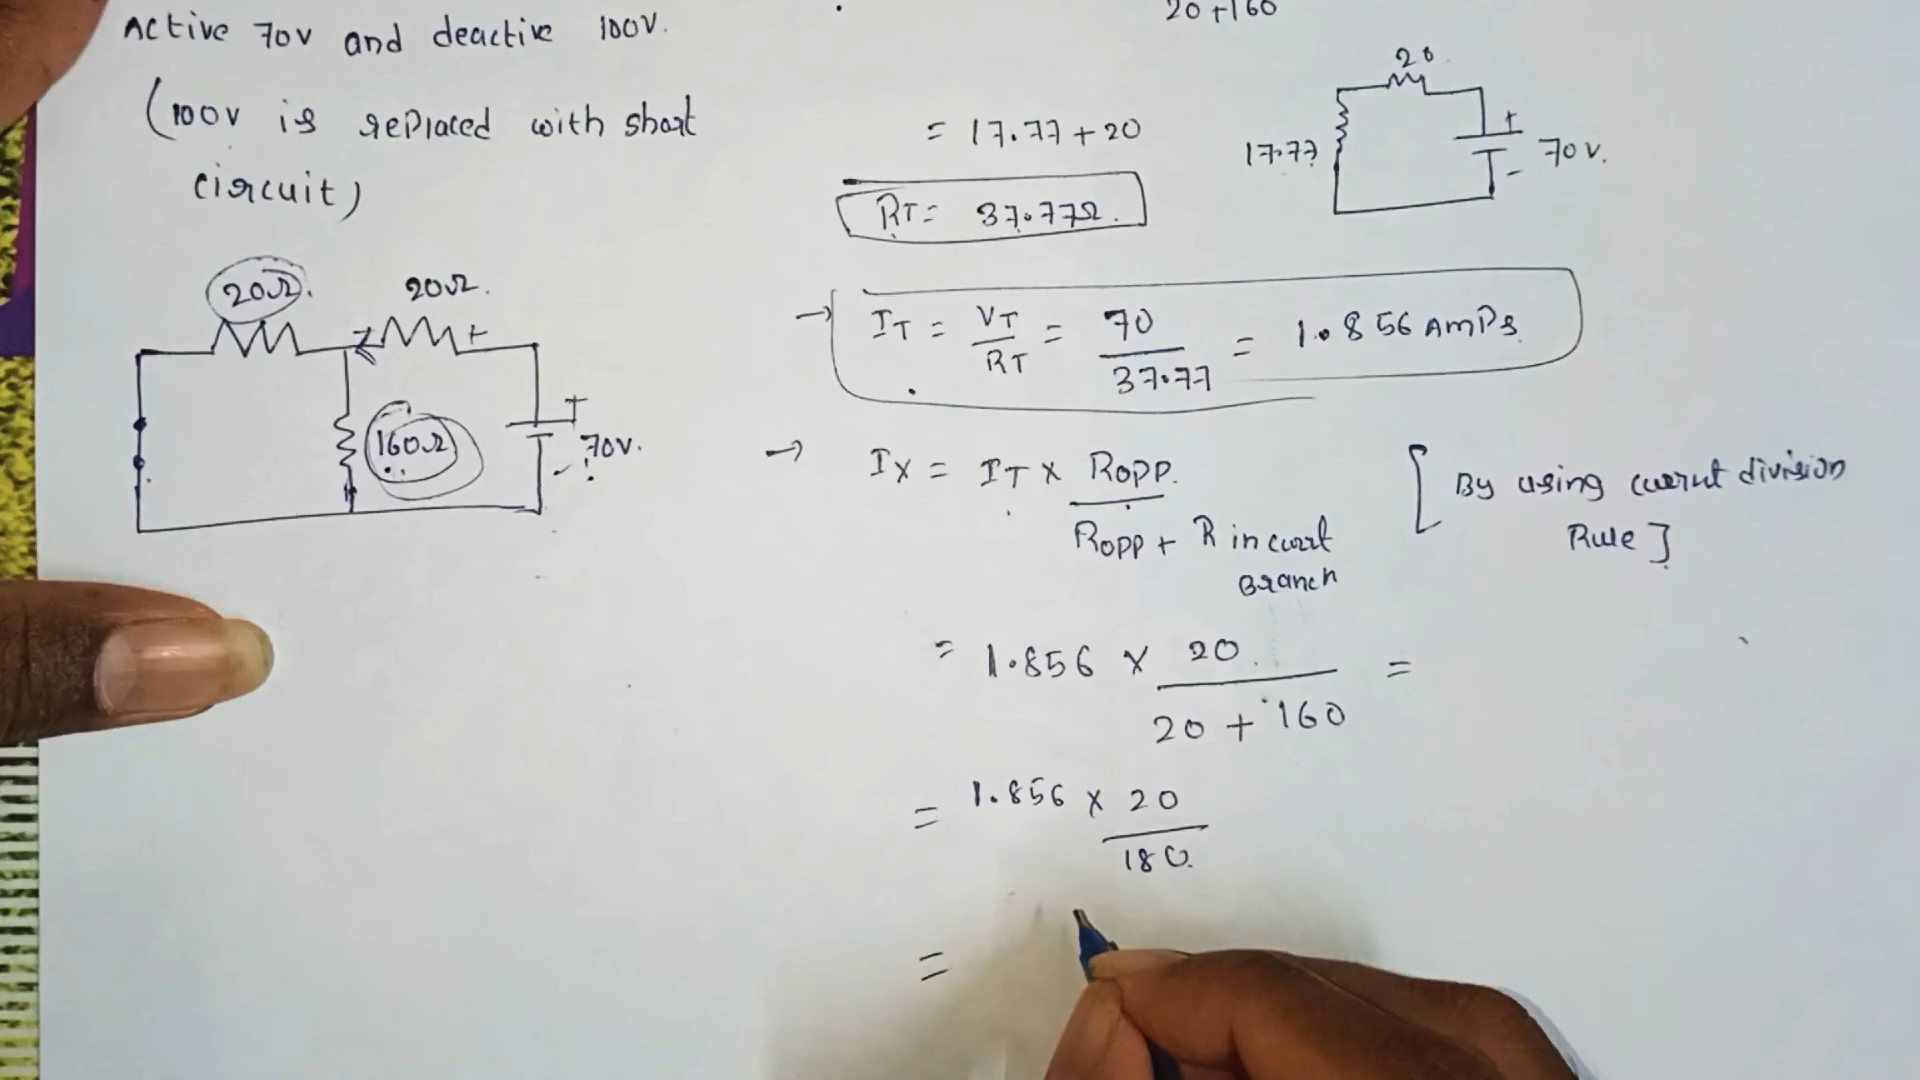 Active 70V and deactive 100V.
(100V is replaced with short
circuit)
20Ω.
20Ω.
160Ω
+
+
-
70V.
20+160
= 17.77+20
RT= 37.77Ω.
20
17.77
+
-
70V.
→ IT = VT/RT = 70/37.77 = 1.856 Amps
→ IX = IT × ROPP.
ROPP + R in
Branch
[By using
division
Rule]
= 1.856 × 20 =
20 + 160
= 1.856 × 20
180.
=